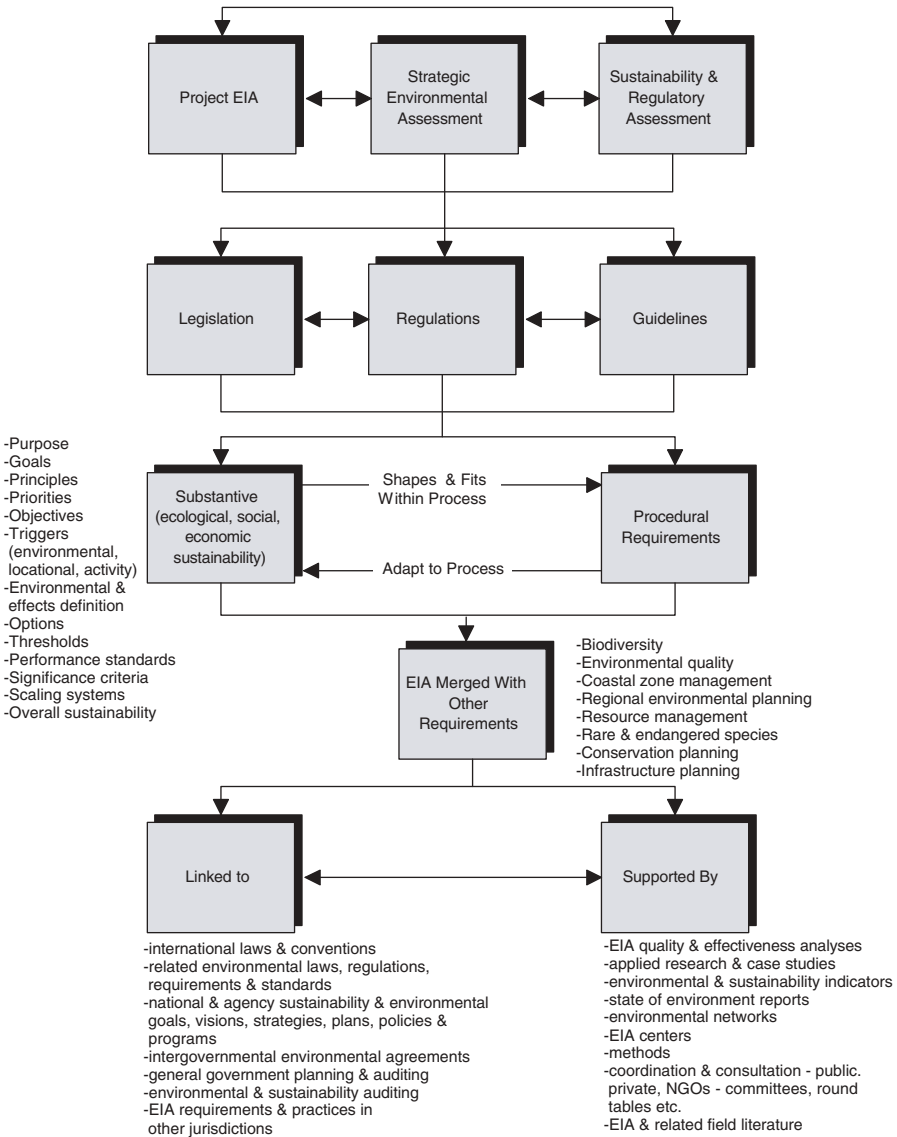 Project EIA
Strategic
Environmental
Assessment
Sustainability &
Regulatory
Assessment
Legislation
Regulations
Guidelines
-Purpose
-Goals
-Principles
-Priorities
-Objectives
-Triggers
(environmental,
locational, activity)
-Environmental &
effects definition
-Options
-Thresholds
-Performance standards
-Significance criteria
-Scaling systems
-Overall sustainability
Substantive
(ecological, social,
economic
sustainability)
Shapes & Fits
Within Process
Adapt to Process
Procedural
Requirements
EIA Merged With
Other
Requirements
-Biodiversity
-Environmental quality
-Coastal zone management
-Regional environmental planning
-Resource management
-Rare & endangered species
-Conservation planning
-Infrastructure planning
Linked to
Supported By
-international laws & conventions
-related environmental laws, regulations,
requirements & standards
-national & agency sustainability & environmental
goals, visions, strategies, plans, policies &
programs
-intergovernmental environmental agreements
-general government planning & auditing
-environmental & sustainability auditing
-EIA requirements & practices in
other jurisdictions
-EIA quality & effectiveness analyses
-applied research & case studies
-environmental & sustainability indicators
-state of environment reports
-environmental networks
-EIA centers
-methods
-coordination & consultation - public.
private, NGOs - committees, round
tables etc.
-EIA & related field literature